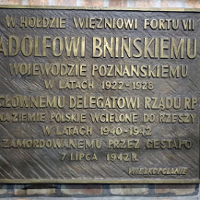 W HOŁDZIE WIĘŹNIOWI FORTU VII
ADOLFOWI BNIŃSKIEMU
WOJEWODZIE POZNAŃSKIEMU
W LATACH 1922-1928
GŁÓWNEMU DELEGATOWI RZĄDU RP
NA ZIEMIE POLSKIE WCIELONE DO RZESZY
W LATACH 1940-1942
ZAMORDOWANEMU PRZEZ GESTAPO
7 LIPCA 1942 R.
WIELKOPOLANIE